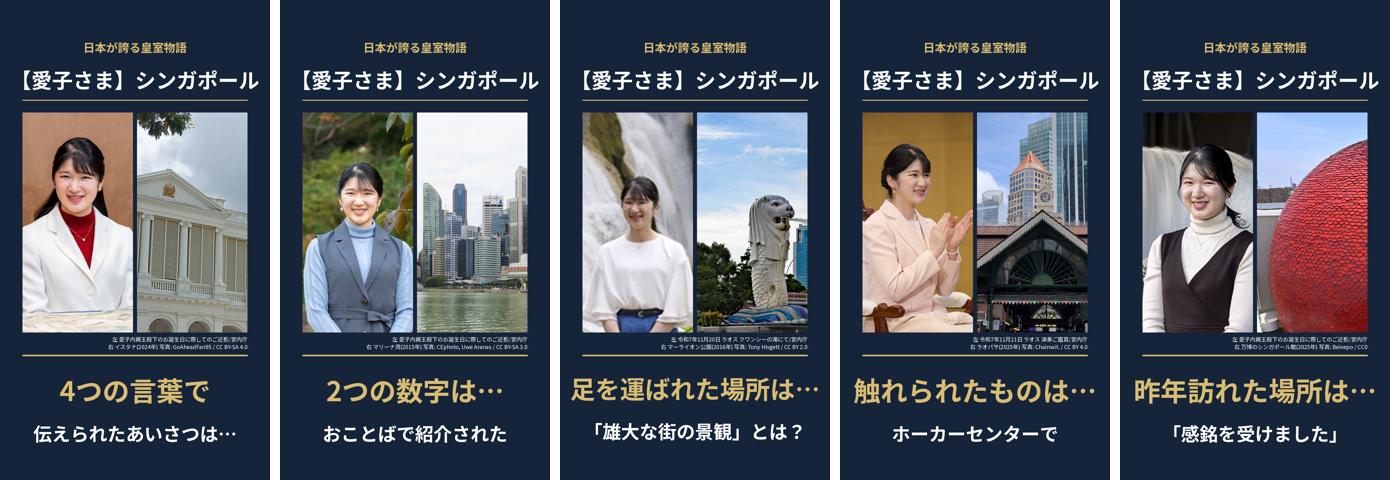 日本が誇る皇室物語
【愛子さま】シンガポール
左 愛子内親王殿下のお誕生日に際してのご近影/宮内庁
右 イスタナ(2024年) 写真: GoAheadFan95 / CC BY-SA 4.0
4つの言葉で
伝えられたあいさつは…
日本が誇る皇室物語
【愛子さま】シンガポール
左 愛子内親王殿下のお誕生日に際してのご近影/宮内庁
右 マリーナ湾(2015年) 写真: CEphoto, Uwe Aranas / CC BY-SA 3.0
2つの数字は…
おことばで紹介された
日本が誇る皇室物語
【愛子さま】シンガポール
左 令和7年11月20日 ラオス クワンシーの滝にて/宮内庁
右 マーライオン公園(2016年) 写真: Tony Hisgett / CC BY 2.0
足を運ばれた場所は…
「雄大な街の景観」とは？
日本が誇る皇室物語
【愛子さま】シンガポール
左 令和7年11月21日 ラオス 演奏ご鑑賞/宮内庁
右 ラオパサ(2025年) 写真: Chainwit. / CC BY 4.0
触れられたものは…
ホーカーセンターで
日本が誇る皇室物語
【愛子さま】シンガポール
左 愛子内親王殿下のお誕生日に際してのご近影/宮内庁
右 万博のシンガポール館(2025年) 写真: Beixepo / CC0
昨年訪れた場所は…
「感銘を受けました」